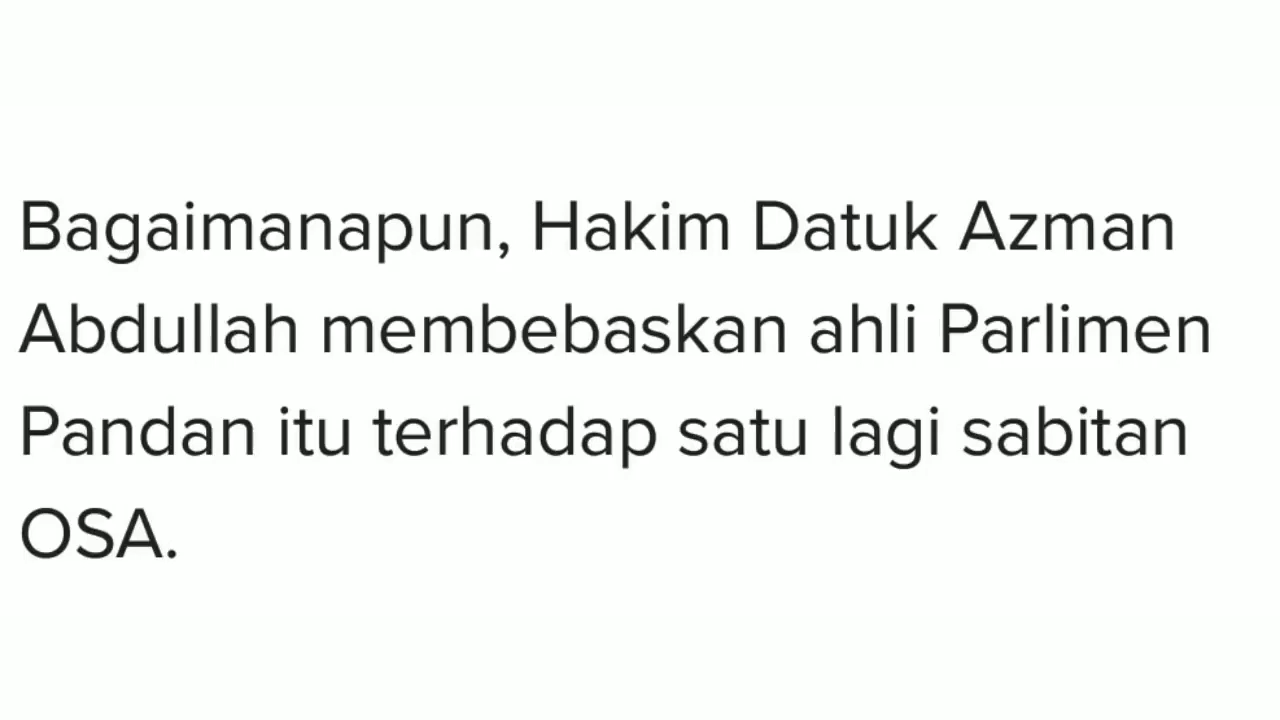 Bagaimanapun, Hakim Datuk Azman
Abdullah membebaskan ahli Parlimen
Pandan itu terhadap satu lagi sabitan
OSA.